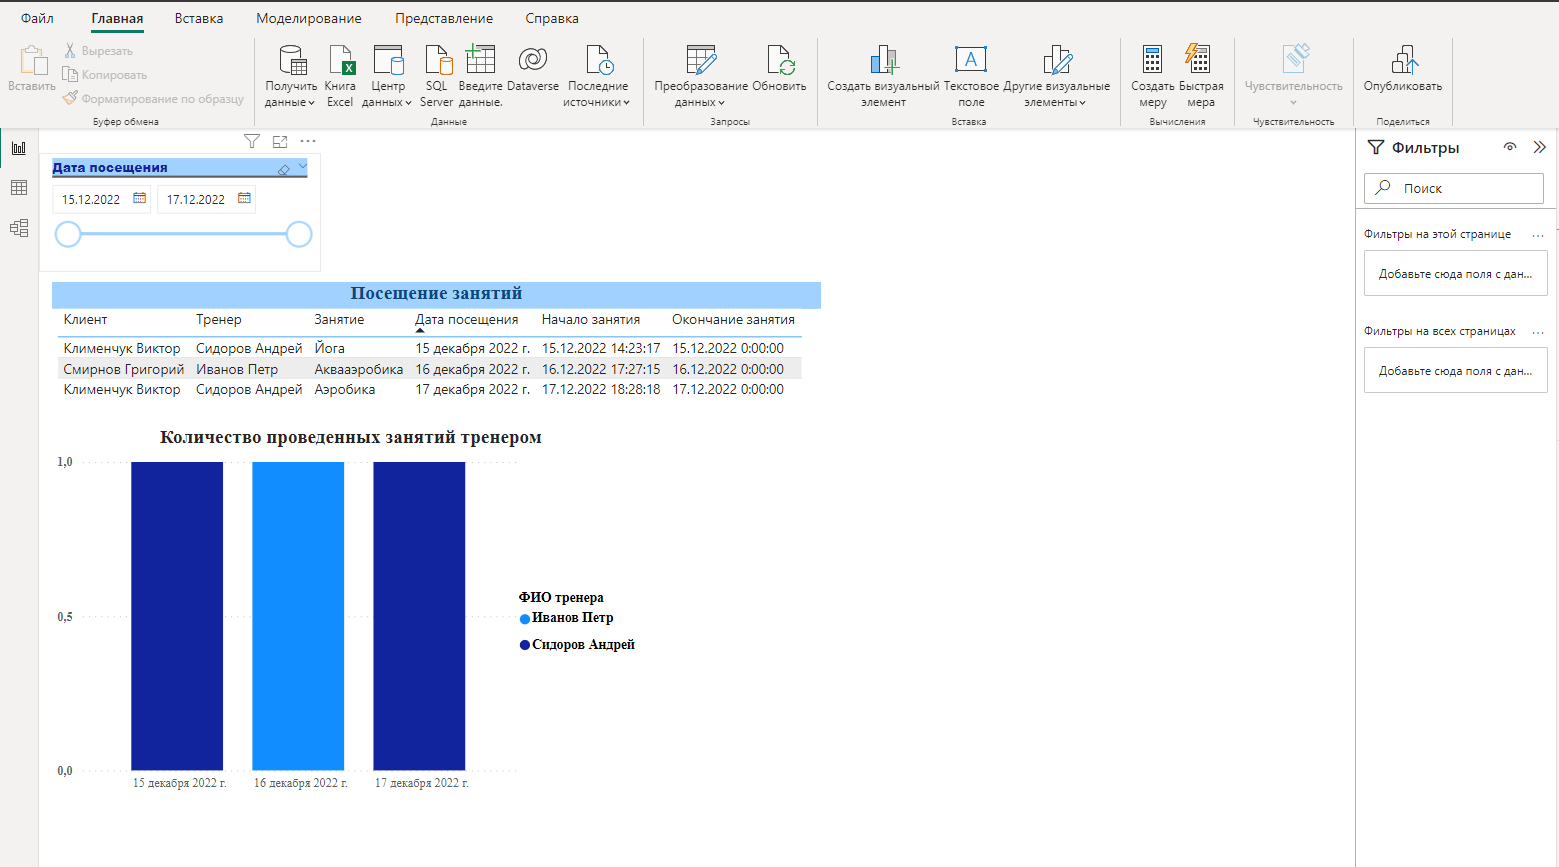 Файл Главная Вставка Моделирование Представление Справка
Вставить
Вырезать
Копировать
Форматирование по образцу
Буфер обмена
Получить данные
Книга Excel
Центр данных
SQL Server
Введите данные.
Dataverse
Последние источники
Данные
Преобразование данных
Обновить
Запросы
Создать визуальный элемент
Текстовое поле
Другие визуальные элементы
Вставка
Создать меру
Быстрая мера
Вычисления
Чувствительность
Чувствительность
Опубликовать
Поделиться
Дата посещения
15.12.2022 17.12.2022
Посещение занятий
Клиент Тренер Занятие Дата посещения Начало занятия Окончание занятия
Клименчук Виктор Сидоров Андрей Йога 15 декабря 2022 г. 15.12.2022 14:23:17 15.12.2022 0:00:00
Смирнов Григорий Иванов Петр Аквааэробика 16 декабря 2022 г. 16.12.2022 17:27:15 16.12.2022 0:00:00
Клименчук Виктор Сидоров Андрей Аэробика 17 декабря 2022 г. 17.12.2022 18:28:18 17.12.2022 0:00:00
Количество проведенных занятий тренером
1,0
0,5
0,0
15 декабря 2022 г. 16 декабря 2022 г. 17 декабря 2022 г.
ФИО тренера
Иванов Петр
Сидоров Андрей
Фильтры
Поиск
Фильтры на этой странице ...
Добавьте сюда поля с дан...
Фильтры на всех страницах ...
Добавьте сюда поля с дан...